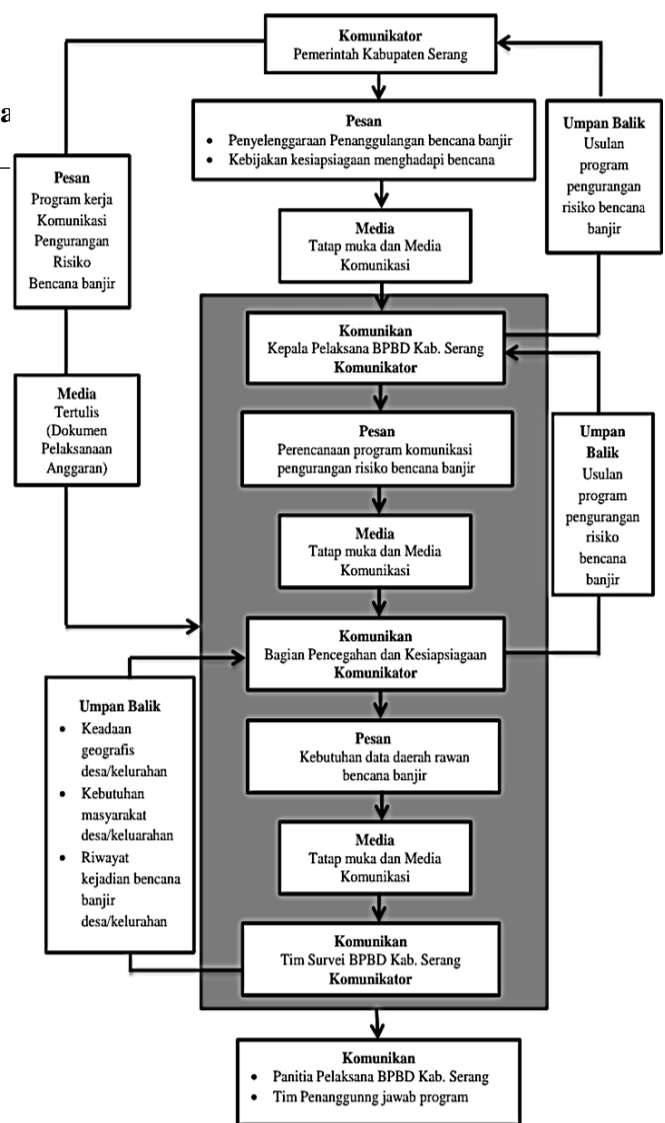 Komunikator
Pemerintah Kabupaten Serang
Pesan
• Penyelenggaraan Penanggulangan bencana banjir
• Kebijakan kesiapsiagaan menghadapi bencana
Umpan Balik
Usulan
program
pengurangan
risiko bencana
banjir
Pesan
Program kerja
Komunikasi
Pengurangan
Risiko
Bencana banjir
Media
Tatap muka dan Media
Komunikasi
Komunikan
Kepala Pelaksana BPBD Kab. Serang
Komunikator
Media
Tertulis
(Dokumen
Pelaksanaan
Anggaran)
Pesan
Perencanaan program komunikasi
pengurangan risiko bencana banjir
Umpan
Balik
Usulan
program
pengurangan
risiko
bencana
banjir
Media
Tatap muka dan Media
Komunikasi
Komunikan
Bagian Pencegahan dan Kesiapsiagaan
Komunikator
Umpan Balik
• Keadaan
geografis
desa/kelurahan
• Kebutuhan
masyarakat
desa/keluarahan
• Riwayat
kejadian bencana
banjir
desa/kelurahan
Pesan
Kebutuhan data daerah rawan
bencana banjir
Media
Tatap muka dan Media
Komunikasi
Komunikan
Tim Survei BPBD Kab. Serang
Komunikator
Komunikan
• Panitia Pelaksana BPBD Kab. Serang
• Tim Penanggunng jawab program